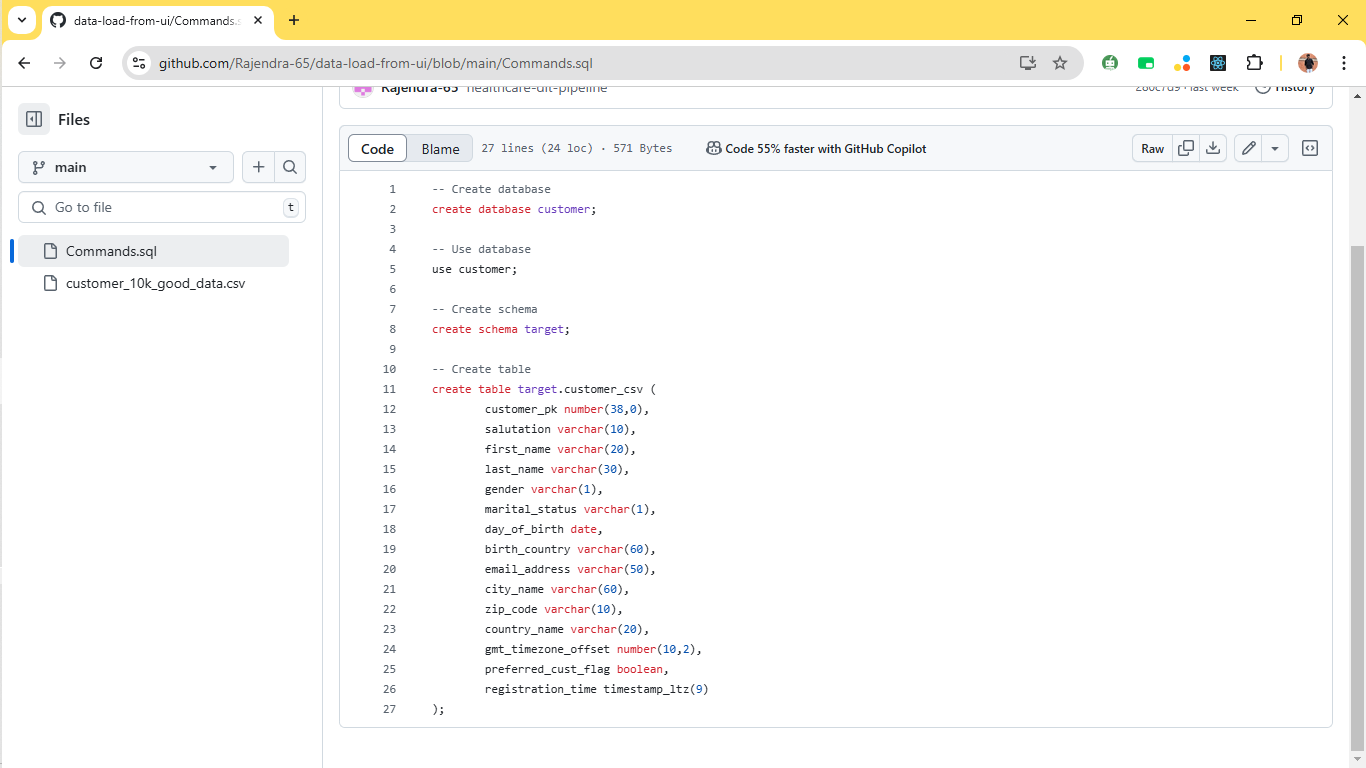 data-load-from-ui/Commands.s
github.com/Rajendra-65/data-load-from-ui/blob/main/Commands.sql
Files
main
Go to file
t
Commands.sql
customer_10k_good_data.csv
Rajendra-65 healthcare-dlt-pipeline
280c7d9 · last week
History
Code
Blame
27 lines (24 loc) · 571 Bytes
Code 55% faster with GitHub Copilot
Raw
1 -- Create database
2 create database customer;
3
4 -- Use database
5 use customer;
6
7 -- Create schema
8 create schema target;
9
10 -- Create table
11 create table target.customer_csv (
12 customer_pk number(38,0),
13 salutation varchar(10),
14 first_name varchar(20),
15 last_name varchar(30),
16 gender varchar(1),
17 marital_status varchar(1),
18 day_of_birth date,
19 birth_country varchar(60),
20 email_address varchar(50),
21 city_name varchar(60),
22 zip_code varchar(10),
23 country_name varchar(20),
24 gmt_timezone_offset number(10,2),
25 preferred_cust_flag boolean,
26 registration_time timestamp_ltz(9)
27 );